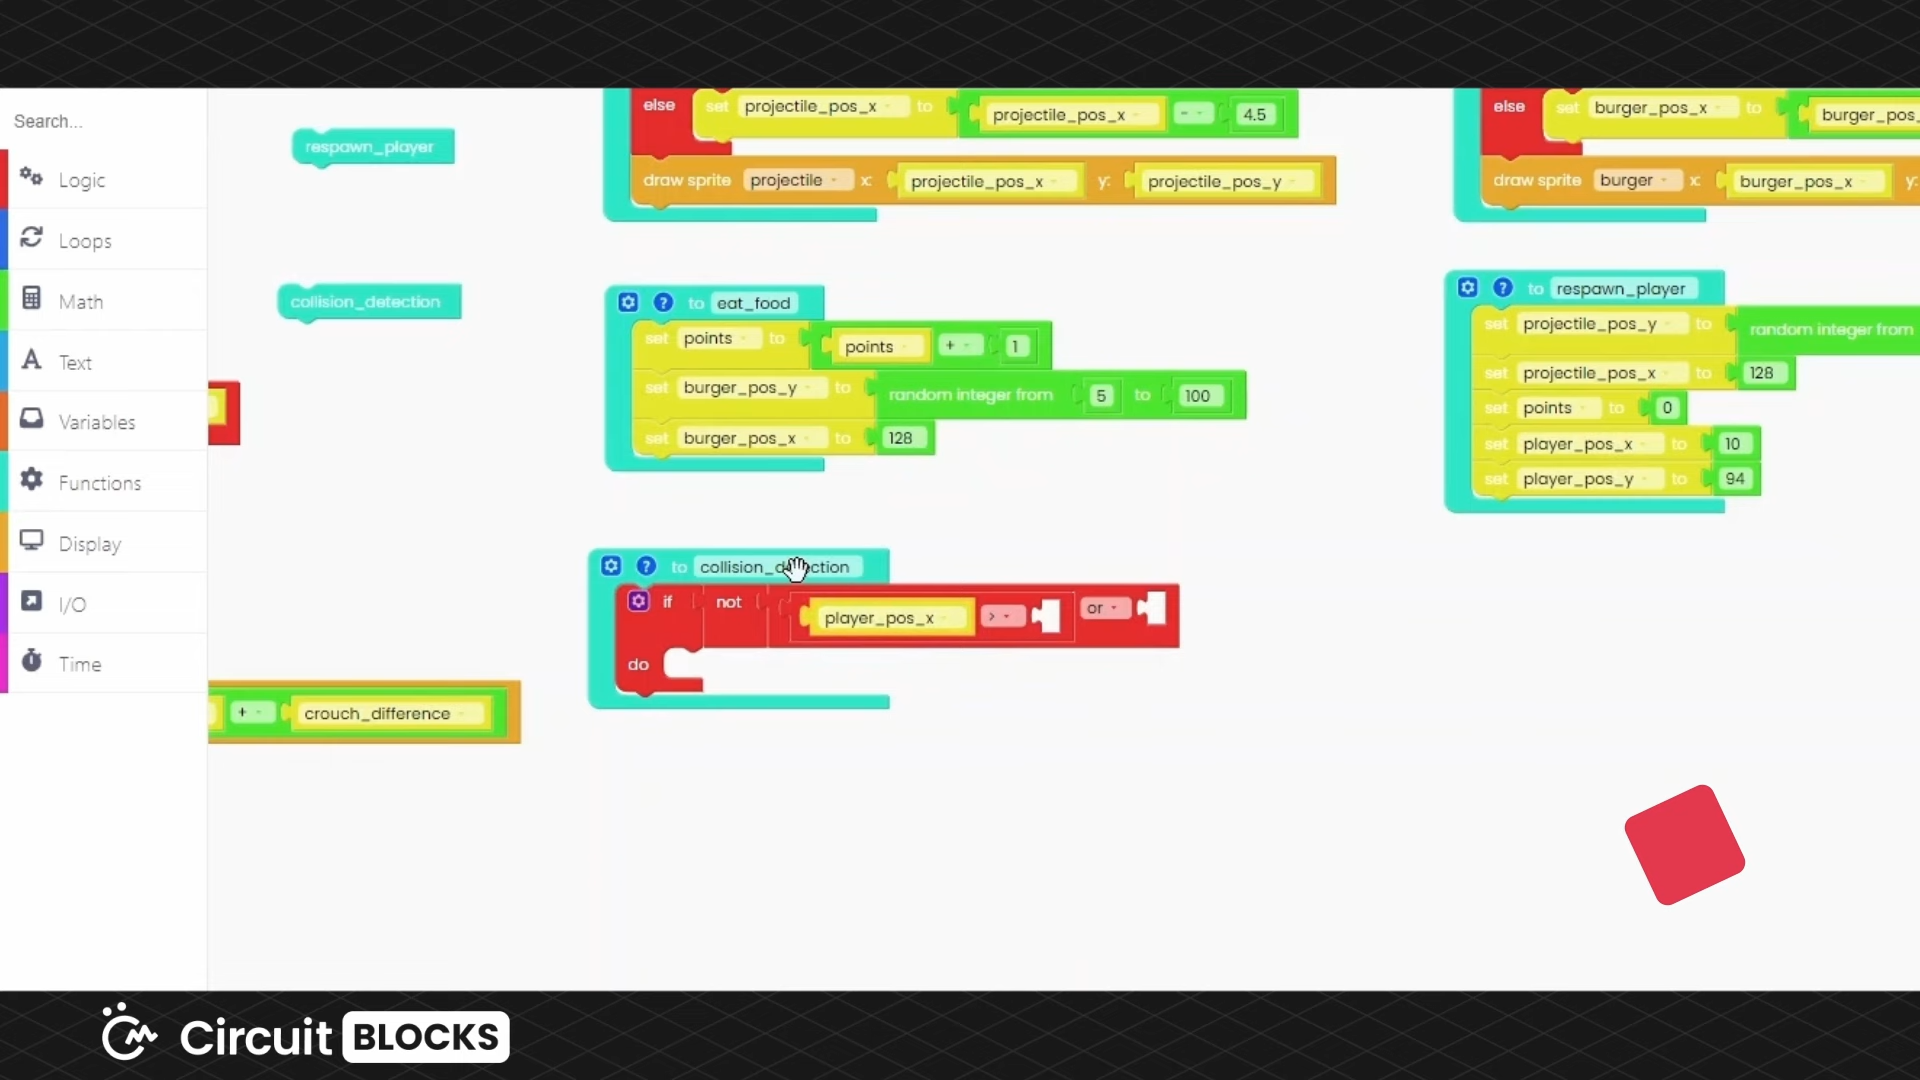 Search...
Logic
Loops
Math
Text
Variables
Functions
Display
I/O
Time
respawn_player
collision_detection
+ crouch_difference
else set projectile_pos_x to projectile_pos_x - 4.5
draw sprite projectile x: projectile_pos_x y: projectile_pos_y
else set burger_pos_x to
draw sprite burger x: burger_pos_x y:
? to eat_food
set points to points + 1
set burger_pos_y to random integer from 5 to 100
set burger_pos_x to 128
? to respawn_player
set projectile_pos_y to random integer from
set projectile_pos_x to 128
set points to 0
set player_pos_x to 10
set player_pos_y to 94
? to collision_detection
if not player_pos_x > or
do
Circuit BLOCKS